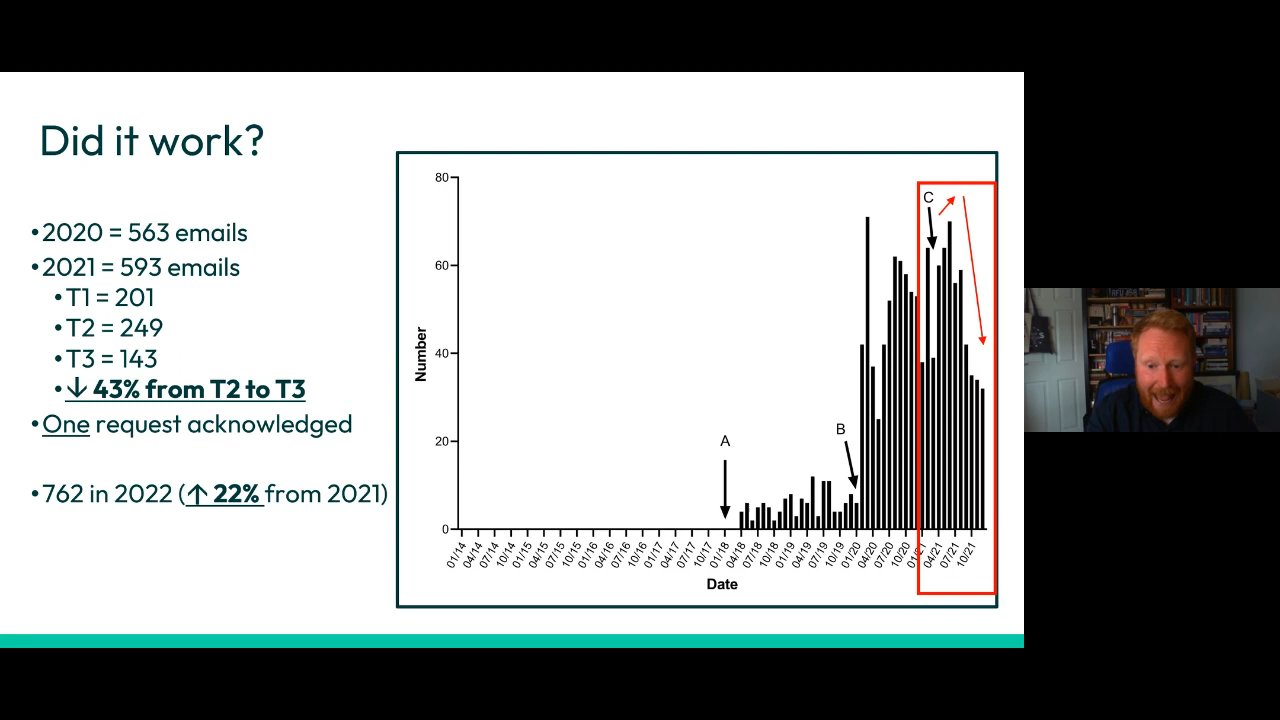 Did it work?
•2020 = 563 emails
•2021 = 593 emails
•T1 = 201
•T2 = 249
•T3 = 143
•↓ 43% from T2 to T3
•One request acknowledged
•762 in 2022 (↑ 22% from 2021)
80
60
40
20
0
Number
A
B
C
01/14
04/14
07/14
10/14
01/15
04/15
07/15
10/15
01/16
04/16
07/16
10/16
01/17
04/17
07/17
10/17
01/18
04/18
07/18
10/18
01/19
04/19
07/19
10/19
01/20
04/20
07/20
10/20
01/21
04/21
07/21
10/21
Date